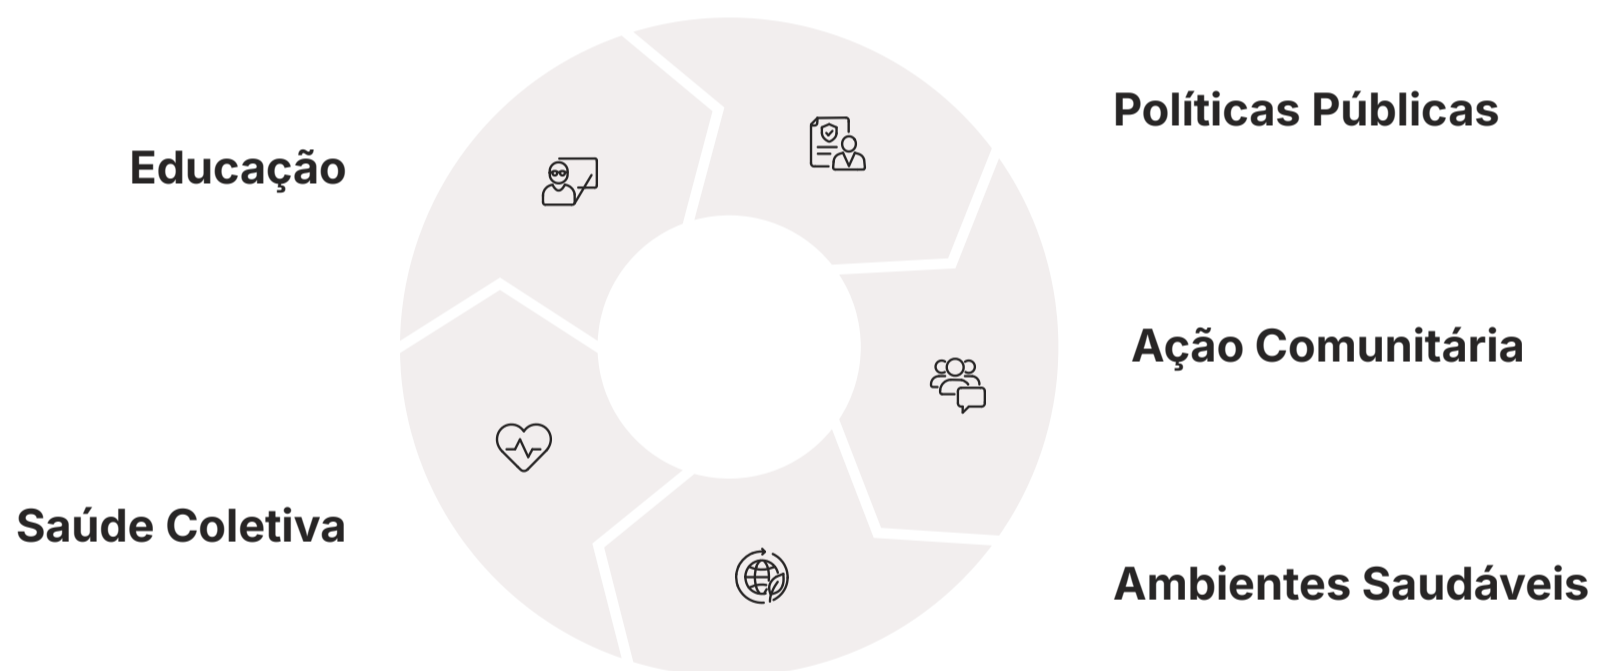 Políticas Públicas
Educação
Ação Comunitária
Saúde Coletiva
Ambientes Saudáveis